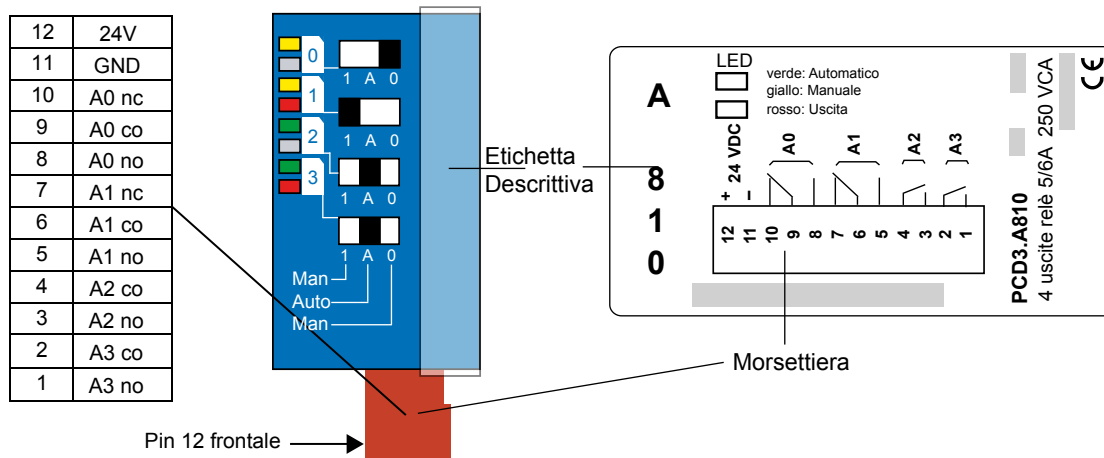 12 24V
11 GND
10 A0 nc
9 A0 co
8 A0 no
7 A1 nc
6 A1 co
5 A1 no
4 A2 co
3 A2 no
2 A3 co
1 A3 no
0
1 A 0
1
1 A 0
2
1 A 0
3
1 A 0
Man
Auto
Man
Pin 12 frontale
Etichetta
Descrittiva
Morsettiera
A
8
1
0
LED
verde: Automatico
giallo: Manuale
rosso: Uscita
24 VDC
+ –
A0 A1 A2 A3
12 11 10 9 8 7 6 5 4 3 2 1
PCD3.A810
4 uscite relè 5/6A 250 VCA
CE